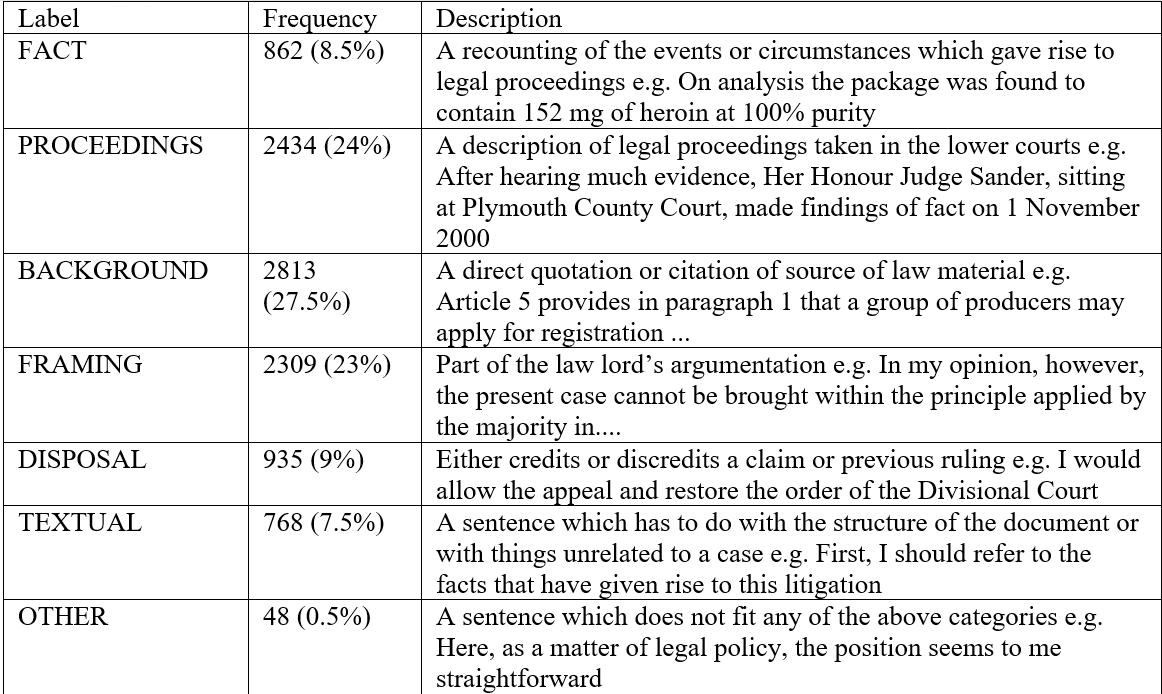 Label Frequency Description
FACT 862 (8.5%) A recounting of the events or circumstances which gave rise to
legal proceedings e.g. On analysis the package was found to
contain 152 mg of heroin at 100% purity
PROCEEDINGS 2434 (24%) A description of legal proceedings taken in the lower courts e.g.
After hearing much evidence, Her Honour Judge Sander, sitting
at Plymouth County Court, made findings of fact on 1 November
2000
BACKGROUND 2813 A direct quotation or citation of source of law material e.g.
(27.5%) Article 5 provides in paragraph 1 that a group of producers may
apply for registration ...
FRAMING 2309 (23%) Part of the law lord’s argumentation e.g. In my opinion, however,
the present case cannot be brought within the principle applied by
the majority in....
DISPOSAL 935 (9%) Either credits or discredits a claim or previous ruling e.g. I would
allow the appeal and restore the order of the Divisional Court
TEXTUAL 768 (7.5%) A sentence which has to do with the structure of the document or
with things unrelated to a case e.g. First, I should refer to the
facts that have given rise to this litigation
OTHER 48 (0.5%) A sentence which does not fit any of the above categories e.g.
Here, as a matter of legal policy, the position seems to me
straightforward